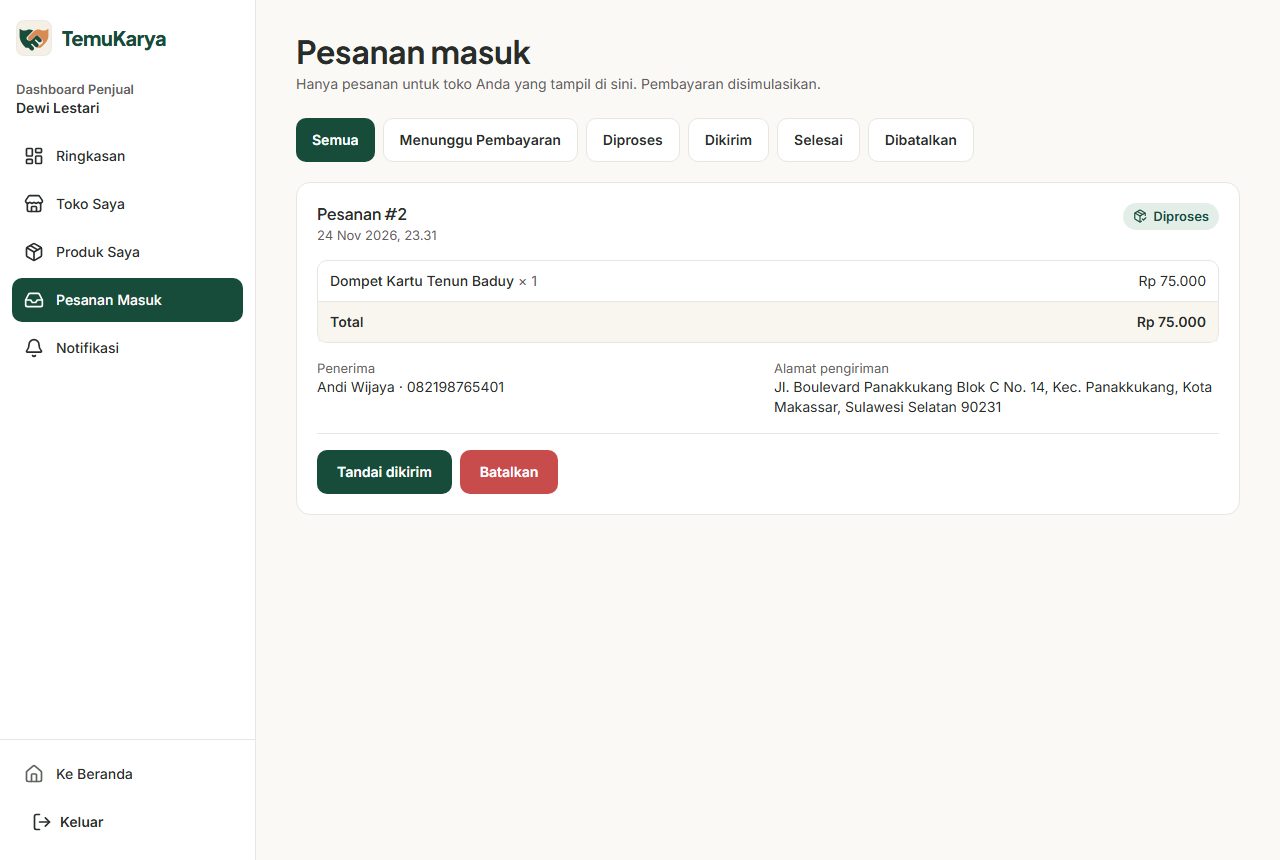 TemuKarya
Dashboard Penjual
Dewi Lestari
Ringkasan
Toko Saya
Produk Saya
Pesanan Masuk
Notifikasi
Ke Beranda
Keluar
Pesanan masuk
Hanya pesanan untuk toko Anda yang tampil di sini. Pembayaran disimulasikan.
Semua
Menunggu Pembayaran
Diproses
Dikirim
Selesai
Dibatalkan
Pesanan #2
Diproses
24 Nov 2026, 23.31
Dompet Kartu Tenun Baduy × 1
Rp 75.000
Total
Rp 75.000
Penerima
Andi Wijaya · 082198765401
Alamat pengiriman
Jl. Boulevard Panakkukang Blok C No. 14, Kec. Panakkukang, Kota
Makassar, Sulawesi Selatan 90231
Tandai dikirim
Batalkan